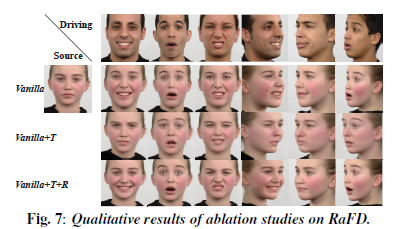 Driving
Source
Vanilla
Vanilla+T
Vanilla+T+R
Fig. 7: Qualitative results of ablation studies on RaFD.